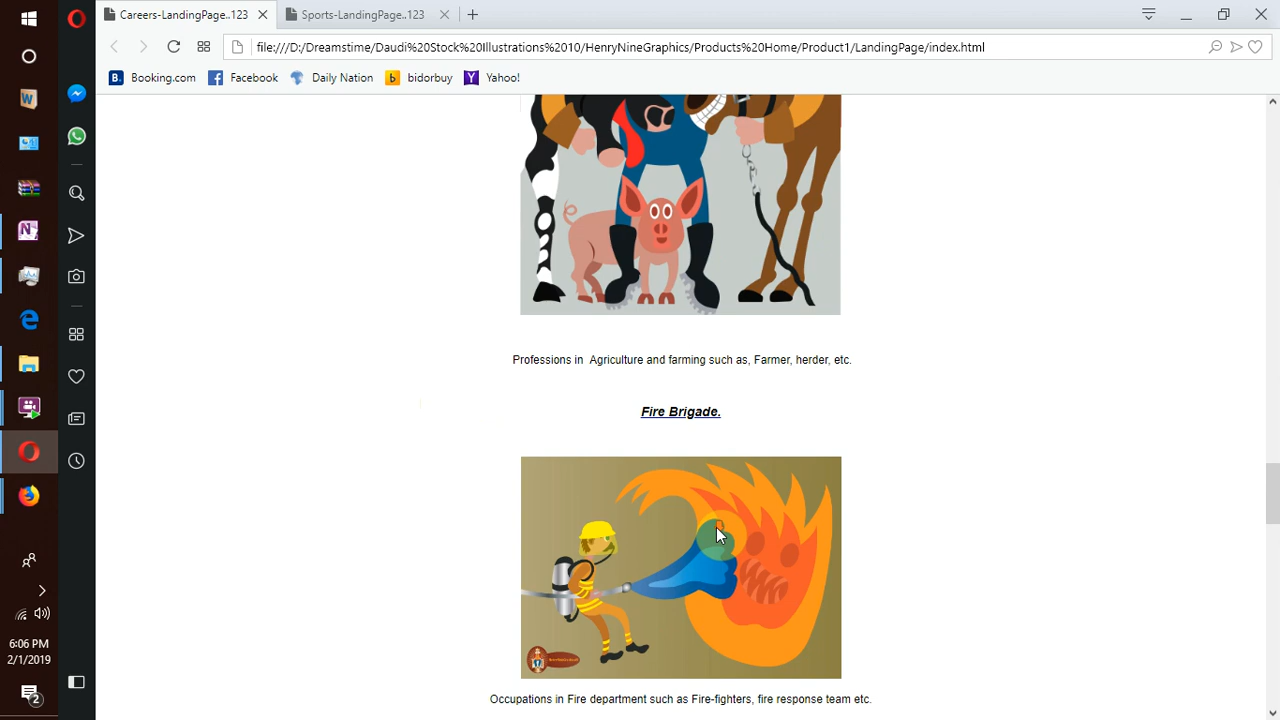 Careers-LandingPage..123
Sports-LandingPage..123
file:///D:/Dreamstime/Daudi%20Stock%20Illustrations%2010/HenryNineGraphics/Products%20Home/Product1/LandingPage/index.html
B. Booking.com
Facebook
Daily Nation
b bidorbuy
Y Yahoo!
Professions in Agriculture and farming such as, Farmer, herder, etc.
Fire Brigade.
Occupations in Fire department such as Fire-fighters, fire response team etc.
6:06 PM
2/1/2019
2